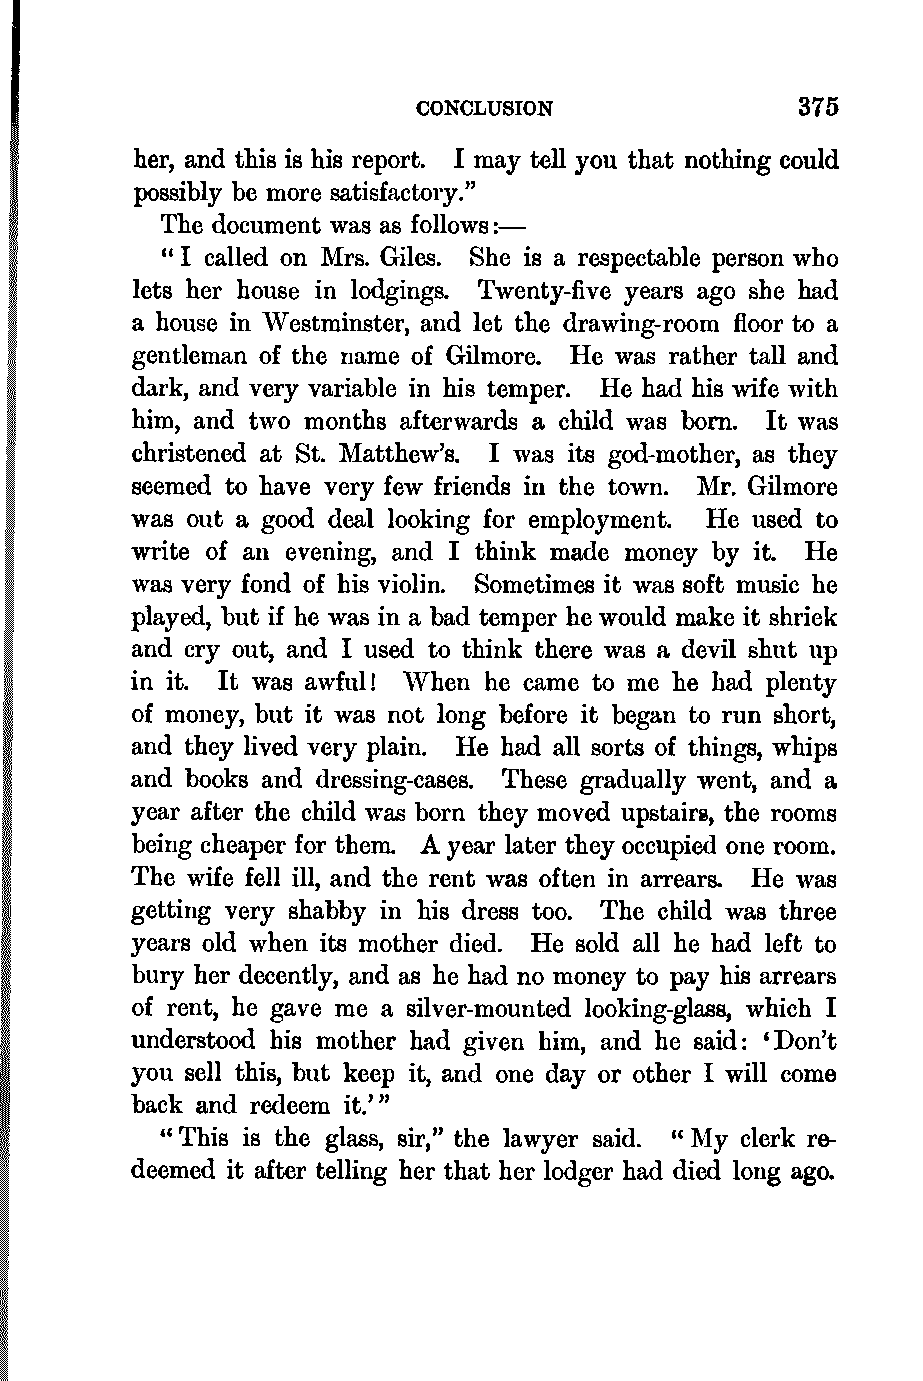 CONCLUSION 375
her, and this is his report. I may tell you that nothing could
possibly be more satisfactory.”
The document was as follows:—
“I called on Mrs. Giles. She is a respectable person who
lets her house in lodgings. Twenty-five years ago she had
a house in Westminster, and let the drawing-room floor to a
gentleman of the name of Gilmore. He was rather tall and
dark, and very variable in his temper. He had his wife with
him, and two months afterwards a child was born. It was
christened at St. Matthew’s. I was its god-mother, as they
seemed to have very few friends in the town. Mr. Gilmore
was out a good deal looking for employment. He used to
write of an evening, and I think made money by it. He
was very fond of his violin. Sometimes it was soft music he
played, but if he was in a bad temper he would make it shriek
and cry out, and I used to think there was a devil shut up
in it. It was awful! When he came to me he had plenty
of money, but it was not long before it began to run short,
and they lived very plain. He had all sorts of things, whips
and books and dressing-cases. These gradually went, and a
year after the child was born they moved upstairs, the rooms
being cheaper for them. A year later they occupied one room.
The wife fell ill, and the rent was often in arrears. He was
getting very shabby in his dress too. The child was three
years old when its mother died. He sold all he had left to
bury her decently, and as he had no money to pay his arrears
of rent, he gave me a silver-mounted looking-glass, which I
understood his mother had given him, and he said: ‘Don’t
you sell this, but keep it, and one day or other I will come
back and redeem it.’”
“This is the glass, sir,” the lawyer said. “My clerk re-
deemed it after telling her that her lodger had died long ago.